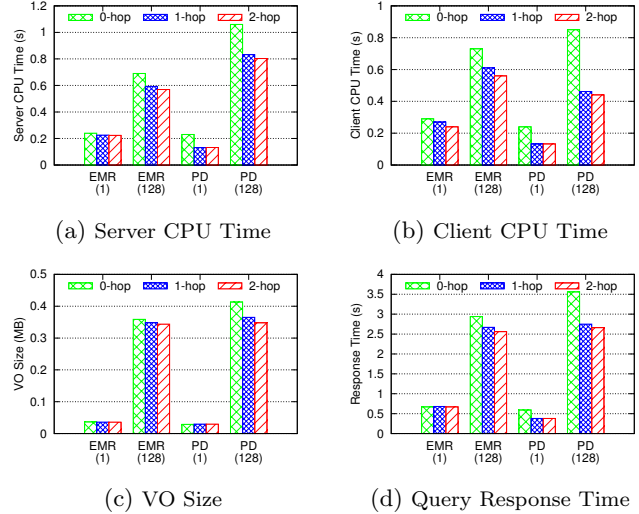 0-hop 1-hop 2-hop
Server CPU Time (s)
1.2
1
0.8
0.6
0.4
0.2
0
EMR (1) EMR (128) PD (1) PD (128)
(a) Server CPU Time
0-hop 1-hop 2-hop
Client CPU Time (s)
1
0.8
0.6
0.4
0.2
0
EMR (1) EMR (128) PD (1) PD (128)
(b) Client CPU Time
0-hop 1-hop 2-hop
VO Size (MB)
0.5
0.4
0.3
0.2
0.1
0
EMR (1) EMR (128) PD (1) PD (128)
(c) VO Size
0-hop 1-hop 2-hop
Response Time (s)
4
3.5
3
2.5
2
1.5
1
0.5
0
EMR (1) EMR (128) PD (1) PD (128)
(d) Query Response Time